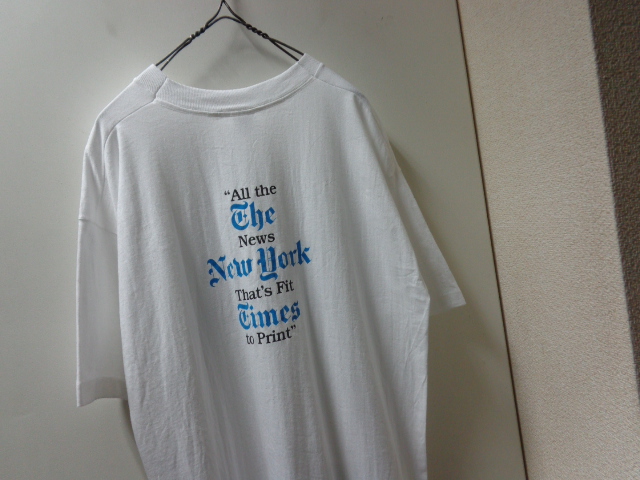 “All the
The
News
New York
That's Fit
Times
to Print”